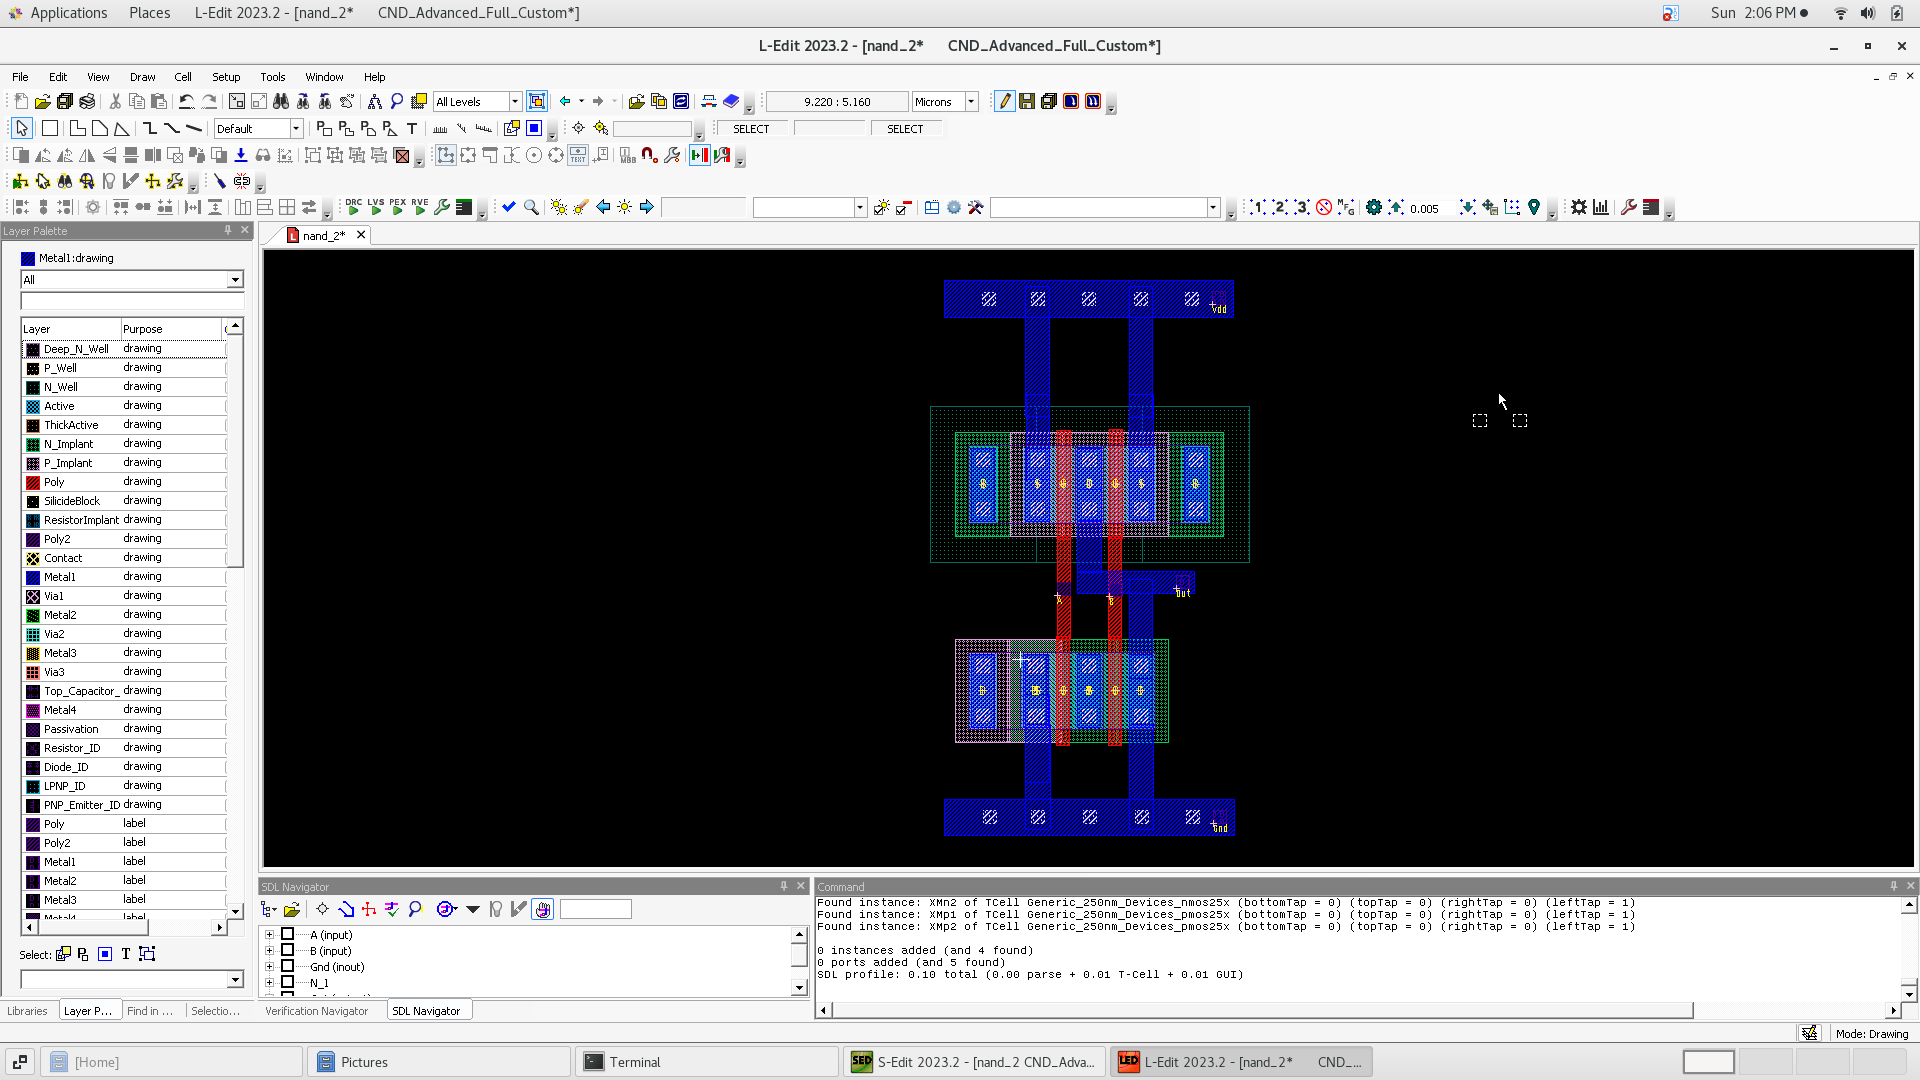 Applications Places L-Edit 2023.2 - [nand_2* CND_Advanced_Full_Custom*] Sun 2:06 PM
L-Edit 2023.2 - [nand_2* CND_Advanced_Full_Custom*]
File Edit View Draw Cell Setup Tools Window Help
All Levels 9.220 : 5.160 Microns
Default T TEXT MBB SELECT SELECT
DRC LVS PEX RVE 1 2 3 0.005
Layer Palette
nand_2*
Metal1:drawing
All
Layer Purpose
Deep_N_Well drawing
P_Well drawing
N_Well drawing
Active drawing
ThickActive drawing
N_Implant drawing
P_Implant drawing
Poly drawing
SilicideBlock drawing
ResistorImplant drawing
Poly2 drawing
Contact drawing
Metal1 drawing
Via1 drawing
Metal2 drawing
Via2 drawing
Metal3 drawing
Via3 drawing
Top_Capacitor_ drawing
Metal4 drawing
Passivation drawing
Resistor_ID drawing
Diode_ID drawing
LPNP_ID drawing
PNP_Emitter_ID drawing
Poly label
Poly2 label
Metal1 label
Metal2 label
Metal3 label
Metal4 label
Select: T
Libraries Layer P... Find in ... Selectio...
Vdd
A B Out
Gnd
SDL Navigator
A (input)
B (input)
Gnd (inout)
N_1
Verification Navigator SDL Navigator
Command
Found instance: XMn2 of TCell Generic_250nm_Devices_nmos25x (bottomTap = 0) (topTap = 0) (rightTap = 0) (leftTap = 1)
Found instance: XMp1 of TCell Generic_250nm_Devices_pmos25x (bottomTap = 0) (topTap = 0) (rightTap = 0) (leftTap = 1)
Found instance: XMp2 of TCell Generic_250nm_Devices_pmos25x (bottomTap = 0) (topTap = 0) (rightTap = 0) (leftTap = 1)
0 instances added (and 4 found)
0 ports added (and 5 found)
SDL profile: 0.10 total (0.00 parse + 0.01 T-Cell + 0.01 GUI)
Mode: Drawing
[Home] Pictures Terminal S-Edit 2023.2 - [nand_2 CND_Adva... L-Edit 2023.2 - [nand_2* CND_...